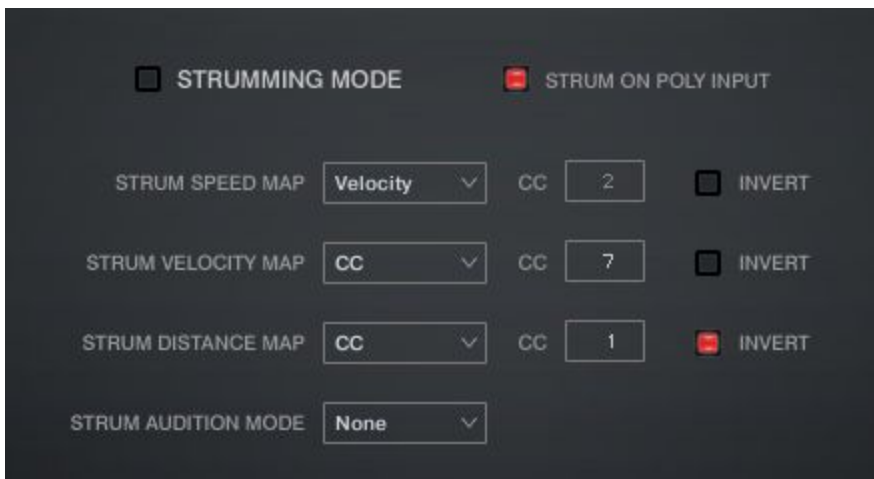 STRUMMING MODE STRUM ON POLY INPUT
STRUM SPEED MAP Velocity CC 2 INVERT
STRUM VELOCITY MAP CC CC 7 INVERT
STRUM DISTANCE MAP CC CC 1 INVERT
STRUM AUDITION MODE None